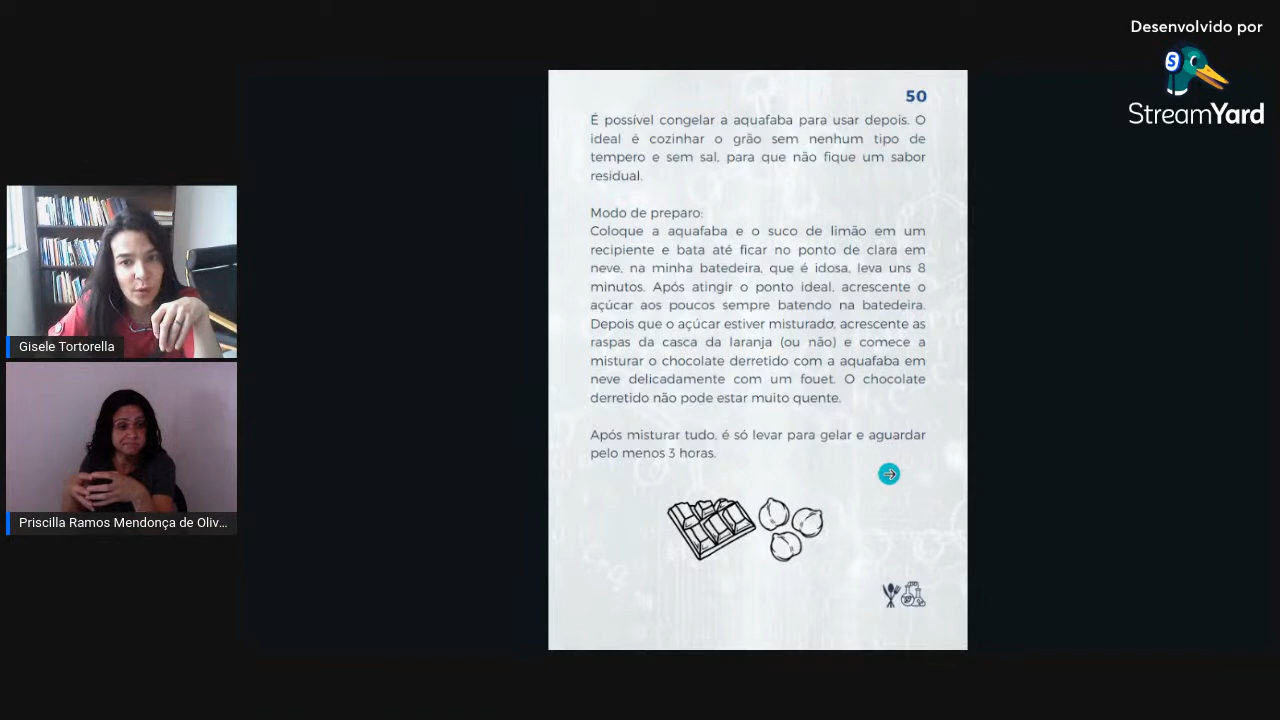 Desenvolvido por
S
StreamYard
50
É possível congelar a aquafaba para usar depois. O
ideal é cozinhar o grão sem nenhum tipo de
tempero e sem sal, para que não fique um sabor
residual.
Modo de preparo:
Coloque a aquafaba e o suco de limão em um
recipiente e bata até ficar no ponto de clara em
neve, na minha batedeira, que é idosa, leva uns 8
minutos. Após atingir o ponto ideal, acrescente o
açúcar aos poucos sempre batendo na batedeira.
Depois que o açúcar estiver misturado, acrescente as
raspas da casca da laranja (ou não) e comece a
misturar o chocolate derretido com a aquafaba em
neve delicadamente com um fouet. O chocolate
derretido não pode estar muito quente.
Após misturar tudo, é só levar para gelar e aguardar
pelo menos 3 horas.
Gisele Tortorella
Priscilla Ramos Mendonça de Oliv...